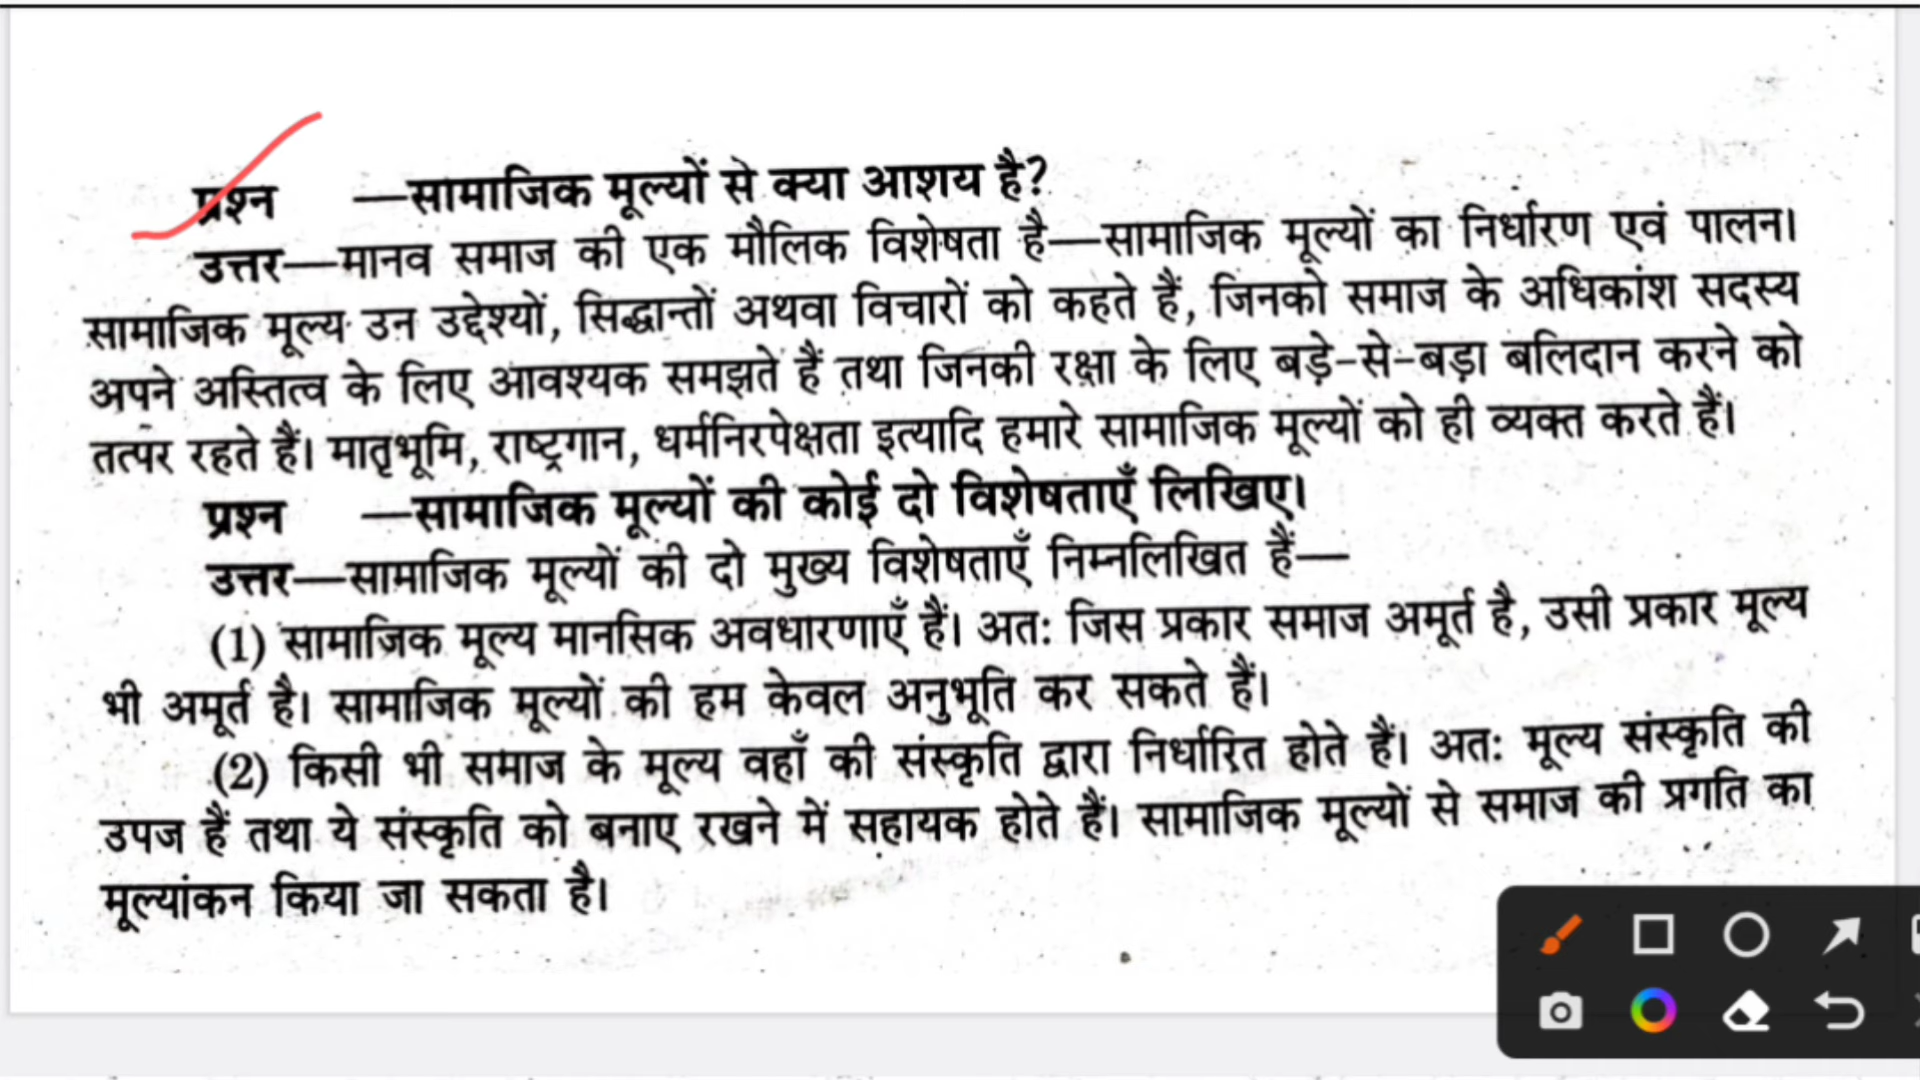 प्रश्न —सामाजिक मूल्यों से क्या आशय है?
उत्तर—मानव समाज की एक मौलिक विशेषता है—सामाजिक मूल्यों का निर्धारण एवं पालन।
सामाजिक मूल्य उन उद्देश्यों, सिद्धान्तों अथवा विचारों को कहते हैं, जिनको समाज के अधिकांश सदस्य
अपने अस्तित्व के लिए आवश्यक समझते हैं तथा जिनकी रक्षा के लिए बड़े-से-बड़ा बलिदान करने को
तत्पर रहते हैं। मातृभूमि, राष्ट्रगान, धर्मनिरपेक्षता इत्यादि हमारे सामाजिक मूल्यों को ही व्यक्त करते हैं।
प्रश्न —सामाजिक मूल्यों की कोई दो विशेषताएँ लिखिए।
उत्तर—सामाजिक मूल्यों की दो मुख्य विशेषताएँ निम्नलिखित हैं—
(1) सामाजिक मूल्य मानसिक अवधारणाएँ हैं। अतः जिस प्रकार समाज अमूर्त है, उसी प्रकार मूल्य
भी अमूर्त है। सामाजिक मूल्यों की हम केवल अनुभूति कर सकते हैं।
(2) किसी भी समाज के मूल्य वहाँ की संस्कृति द्वारा निर्धारित होते हैं। अतः मूल्य संस्कृति की
उपज हैं तथा ये संस्कृति को बनाए रखने में सहायक होते हैं। सामाजिक मूल्यों से समाज की प्रगति का
मूल्यांकन किया जा सकता है।